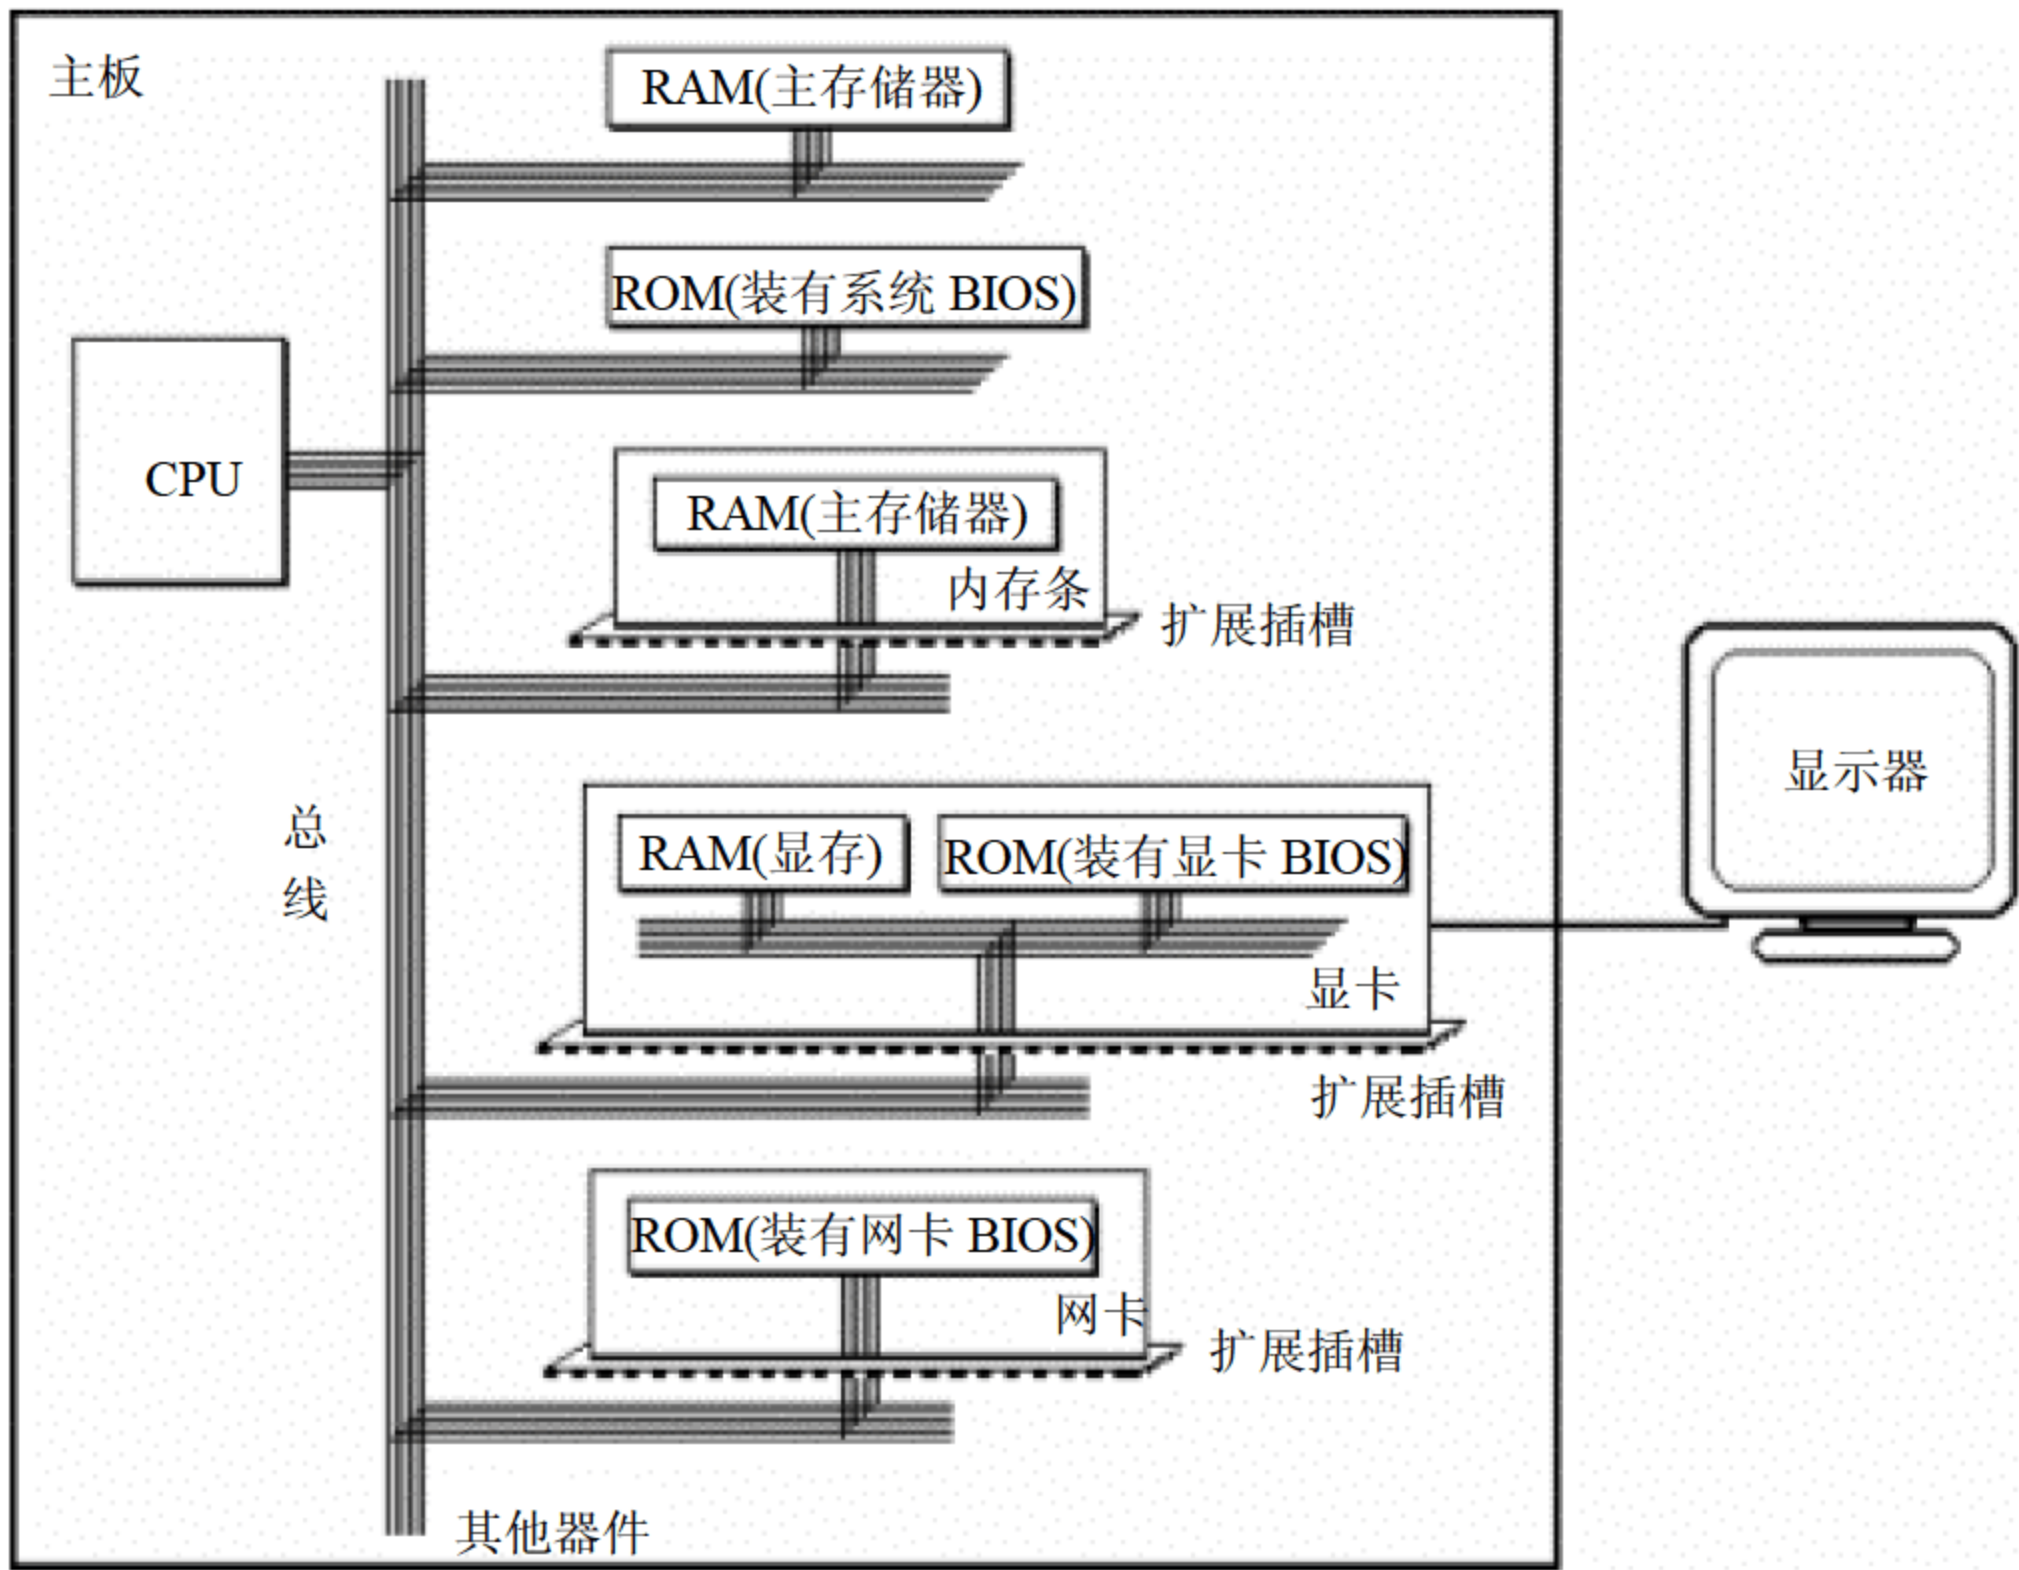 主板
RAM(主存储器)
ROM(装有系统 BIOS)
CPU
RAM(主存储器)
内存条
扩展插槽
显示器
总
线
RAM(显存)
ROM(装有显卡 BIOS)
显卡
扩展插槽
ROM(装有网卡 BIOS)
网卡
扩展插槽
其他器件